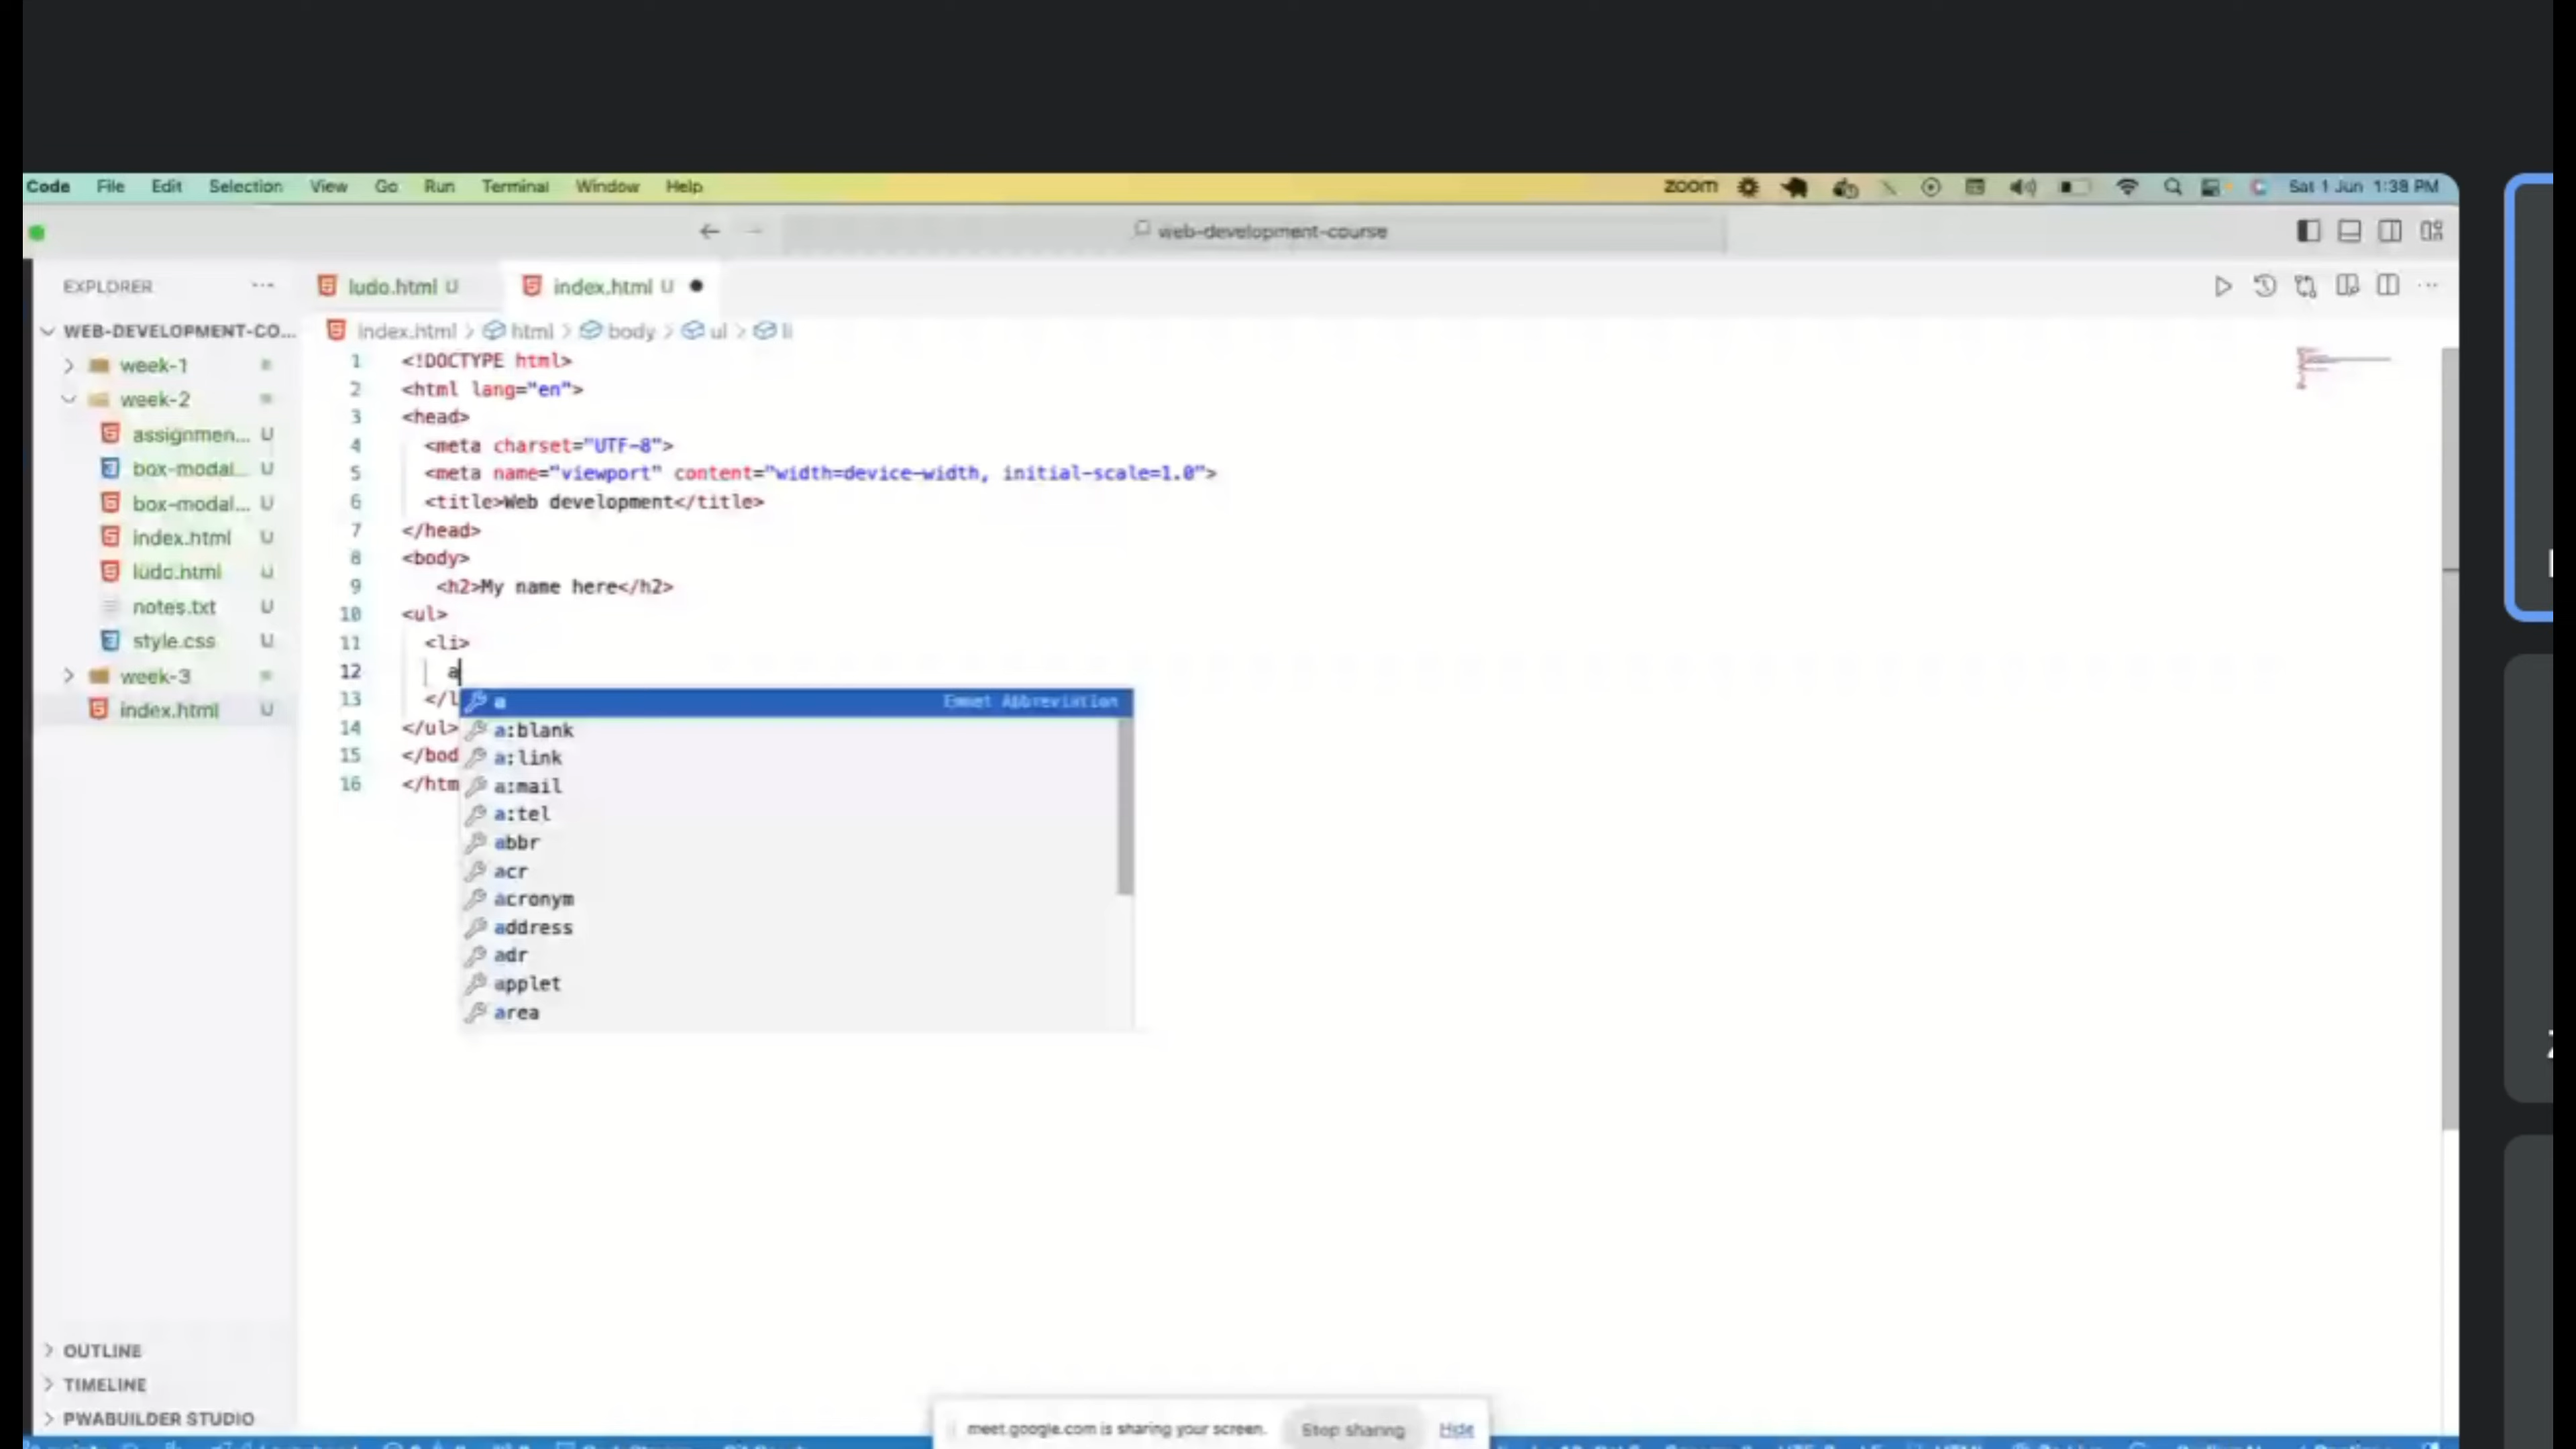 Code File Edit Selection View Go Run Terminal Window Help zoom Sat 1 Jun 1:38 PM
web-development-course
EXPLORER
ludo.html U
index.html U
WEB-DEVELOPMENT-CO...
index.html > html > body > ul > li
week-1
week-2
assignmen... U
box-modal... U
box-modal... U
index.html U
ludo.html U
notes.txt U
style.css U
week-3
index.html U
1 <!DOCTYPE html>
2 <html lang="en">
3 <head>
4 <meta charset="UTF-8">
5 <meta name="viewport" content="width=device-width, initial-scale=1.0">
6 <title>Web development</title>
7 </head>
8 <body>
9 <h2>My name here</h2>
10 <ul>
11 <li>
12 a
13 </l
14 </ul>
15 </bod
16 </htm
a Emmet Abbreviation
a:blank
a:link
a:mail
a:tel
abbr
acr
acronym
address
adr
applet
area
OUTLINE
TIMELINE
PWABUILDER STUDIO
meet.google.com is sharing your screen. Stop sharing Hide